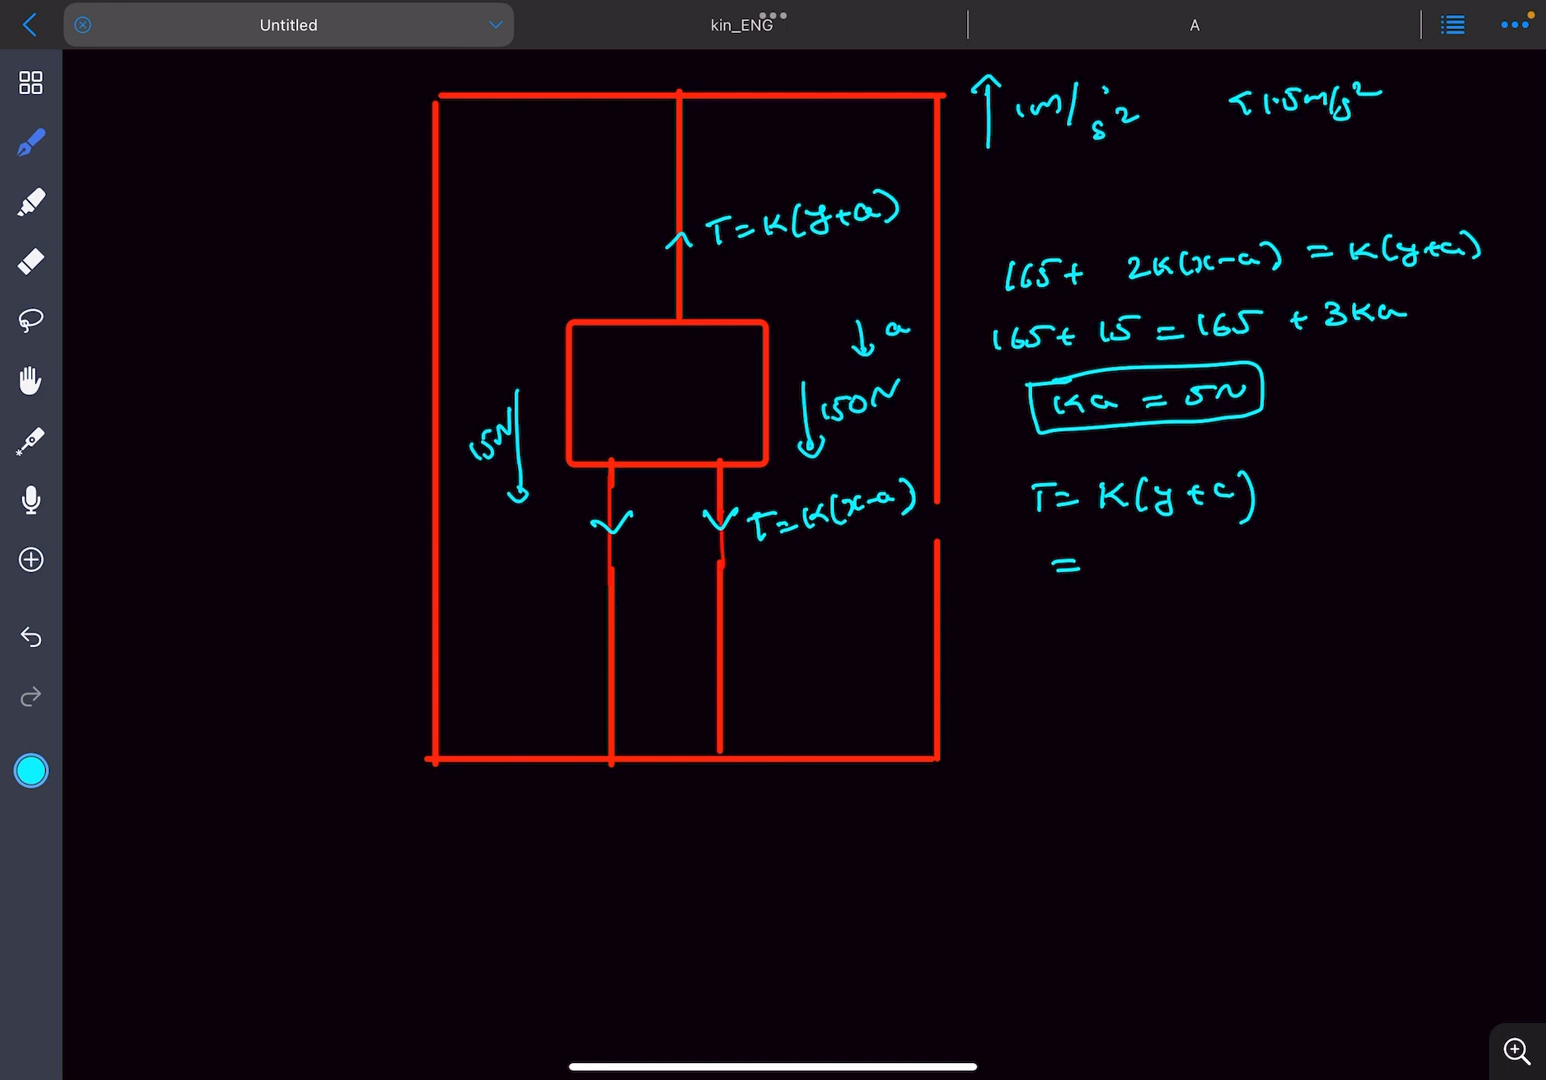 Untitled
kin_ENG
A
1m/s²
< 1.5m/s²
T=K(y+a)
165+ 2K(x-a) = K(y+a)
165+ 15 = 165 + 3Ka
↓ a
Ka = 5N
150N
15N
T= K(y+a)
T=K(x-a)
=